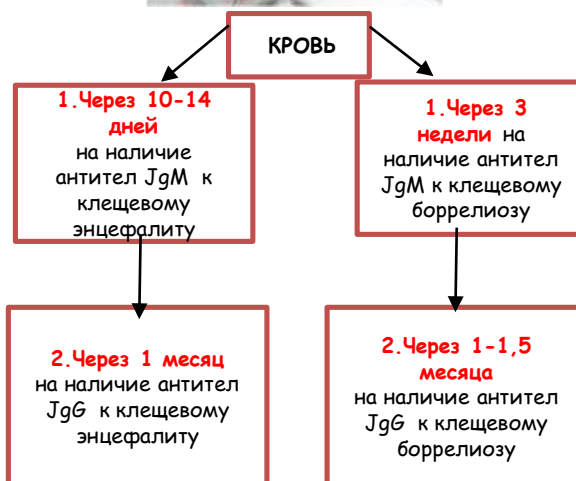 КРОВЬ
1.Через 10-14
дней
на наличие
антител JgM к
клещевому
энцефалиту
1.Через 3
недели на
наличие антител
JgM к клещевому
боррелиозу
2.Через 1 месяц
на наличие антител
JgG к клещевому
энцефалиту
2.Через 1-1,5
месяца
на наличие антител
JgG к клещевому
боррелиозу